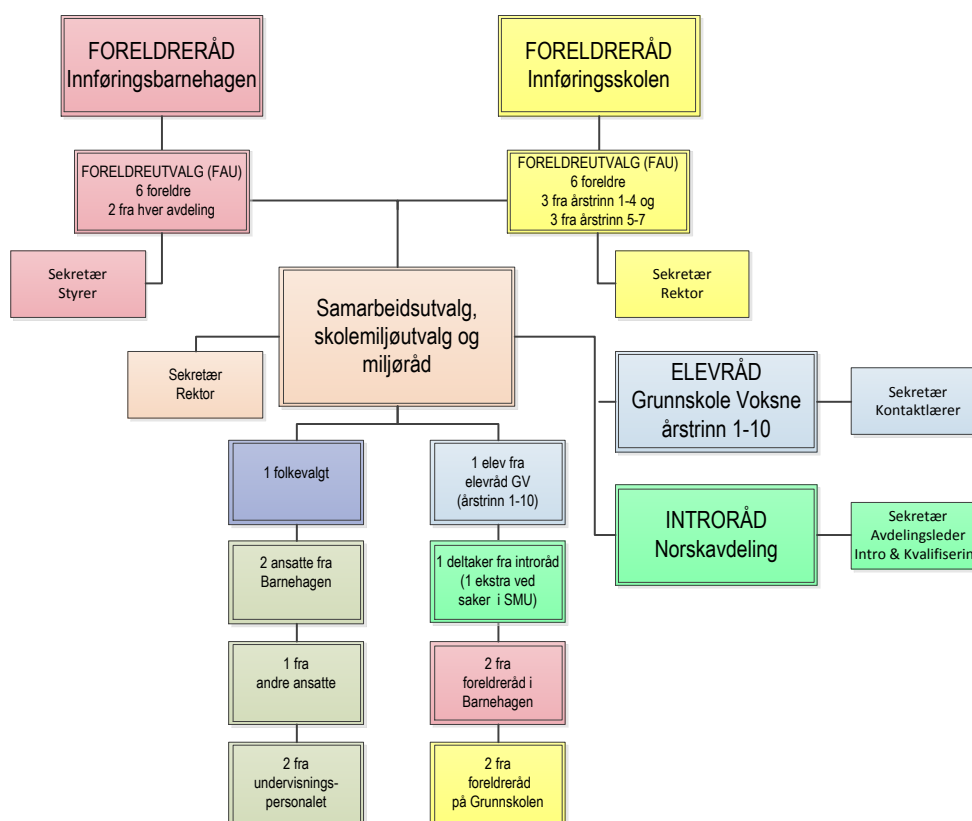 FORELDRERÅD
Innføringsbarnehagen
FORELDRERÅD
Innføringsskolen
FORELDREUTVALG (FAU)
6 foreldre
2 fra hver avdeling
FORELDREUTVALG (FAU)
6 foreldre
3 fra årstrinn 1-4 og
3 fra årstrinn 5-7
Sekretær
Styrer
Sekretær
Rektor
Samarbeidsutvalg,
skolemiljøutvalg og
miljøråd
Sekretær
Rektor
ELEVRÅD
Grunnskole Voksne
årstrinn 1-10
Sekretær
Kontaktlærer
INTRORÅD
Norskavdeling
Sekretær
Avdelingsleder
Intro & Kvalifisering
1 folkevalgt
2 ansatte fra
Barnehagen
1 fra
andre ansatte
2 fra
undervisnings-
personalet
1 elev fra
elevråd GV
(årstrinn 1-10)
1 deltaker fra introråd
(1 ekstra ved
saker i SMU)
2 fra
foreldreråd i
Barnehagen
2 fra
foreldreråd
på Grunnskolen